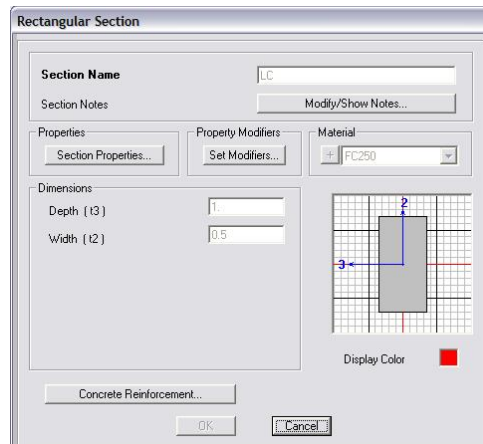 Rectangular Section
Section Name
LC
Section Notes
Modify/Show Notes...
Properties
Section Properties...
Property Modifiers
Set Modifiers...
Material
+
FC250
Dimensions
Depth ( t3 )
1.
Width ( t2 )
0.5
2
3
Display Color
Concrete Reinforcement...
OK
Cancel